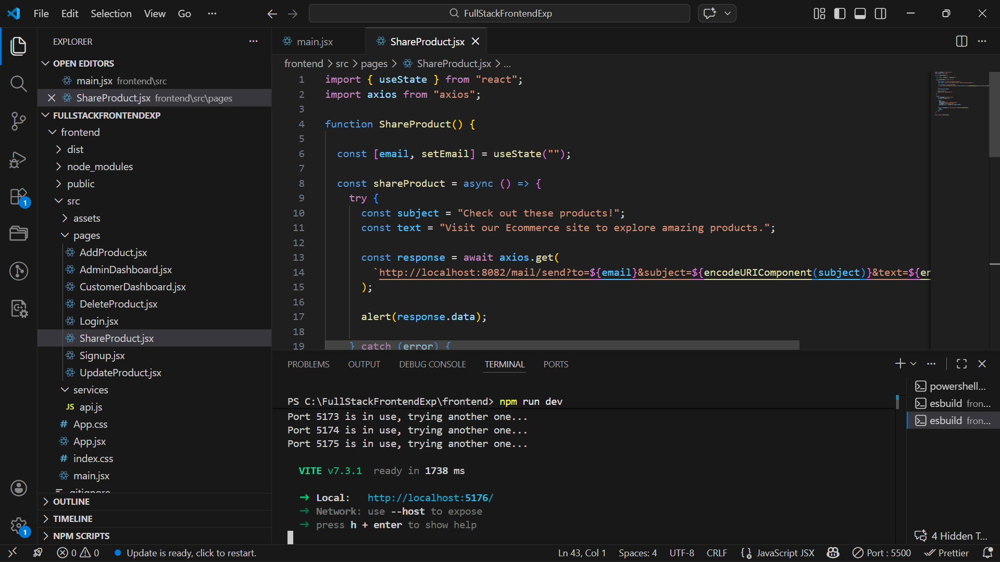 File Edit Selection View Go ···
FullStackFrontendExp
EXPLORER
OPEN EDITORS
main.jsx frontend\src
ShareProduct.jsx frontend\src\pages
FULLSTACKFRONTENDEXP
frontend
dist
node_modules
public
src
assets
pages
AddProduct.jsx
AdminDashboard.jsx
CustomerDashboard.jsx
DeleteProduct.jsx
Login.jsx
ShareProduct.jsx
Signup.jsx
UpdateProduct.jsx
services
JS api.js
# App.css
App.jsx
# index.css
main.jsx
.gitignore
OUTLINE
TIMELINE
NPM SCRIPTS
1
1
main.jsx
ShareProduct.jsx
frontend > src > pages > ShareProduct.jsx > ...
1 import { useState } from "react";
2 import axios from "axios";
3
4 function ShareProduct() {
5
6 const [email, setEmail] = useState("");
7
8 const shareProduct = async () => {
9 try {
10 const subject = "Check out these products!";
11 const text = "Visit our Ecommerce site to explore amazing products.";
12
13 const response = await axios.get(
14 `http://localhost:8082/mail/send?to=${email}&subject=${encodeURIComponent(subject)}&text=${en
15 );
16
17 alert(response.data);
18
19 } catch (error) {
PROBLEMS OUTPUT DEBUG CONSOLE TERMINAL PORTS
PS C:\FullStackFrontendExp\frontend> npm run dev
Port 5173 is in use, trying another one...
Port 5174 is in use, trying another one...
Port 5175 is in use, trying another one...
VITE v7.3.1 ready in 1738 ms
➜ Local: http://localhost:5176/
➜ Network: use --host to expose
➜ press h + enter to show help
powershell...
esbuild fron...
esbuild fron...
4 Hidden T...
0 0 Update is ready, click to restart.
Ln 43, Col 1 Spaces: 4 UTF-8 CRLF {} JavaScript JSX Port : 5500 Prettier